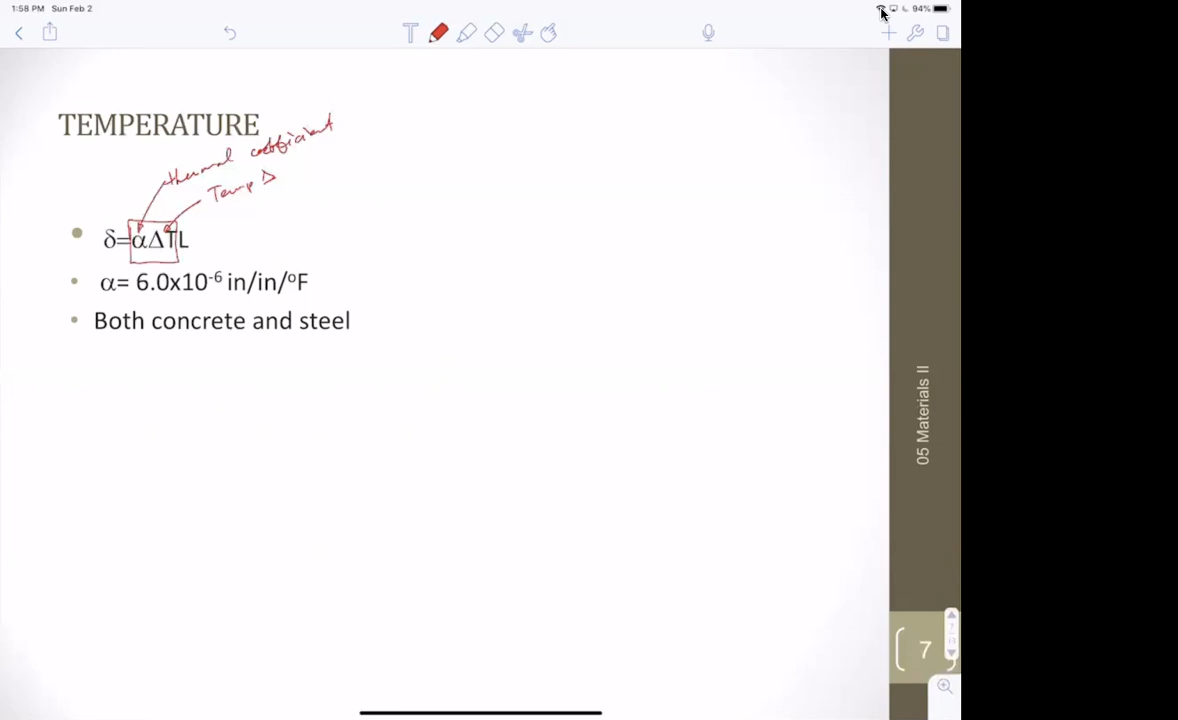 1:58 PM Sun Feb 2
94%
TEMPERATURE
thermal coefficient
Temp Δ
• δ=αΔTL
• α= 6.0x10⁻⁶ in/in/ᵒF
• Both concrete and steel
05 Materials II
7